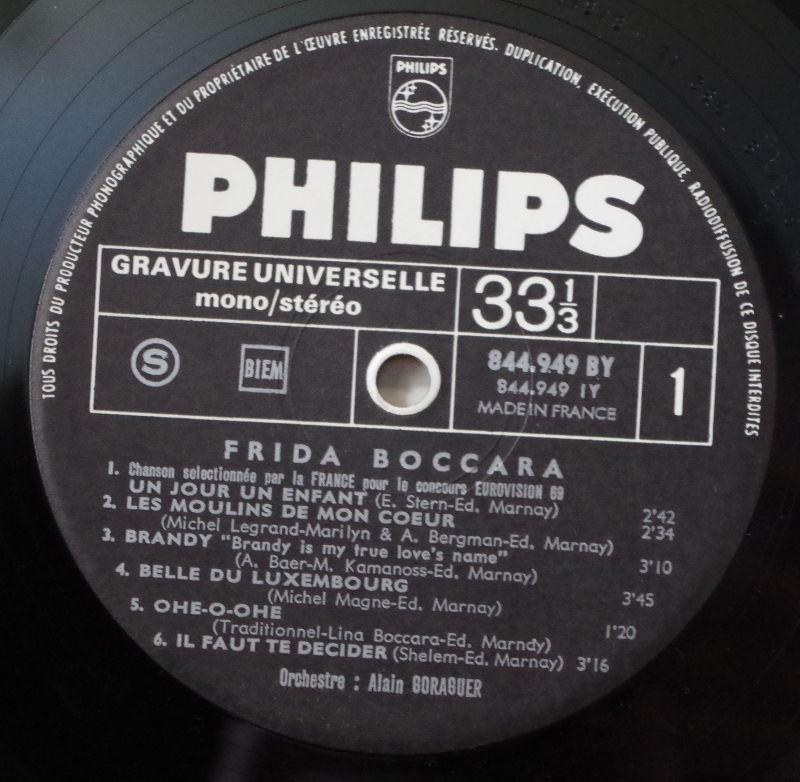 TOUS DROITS DU PRODUCTEUR PHONOGRAPHIQUE ET DU PROPRIÉTAIRE DE L'ŒUVRE ENREGISTRÉE RÉSERVÉS. DUPLICATION, EXÉCUTION PUBLIQUE, RADIODIFFUSION DE CE DISQUE INTERDITES
PHILIPS
PHILIPS
GRAVURE UNIVERSELLE
mono/stéréo
33 1/3
S
BIEM
844.949 BY
844.949 IY
MADE IN FRANCE
1
FRIDA BOCCARA
1. Chanson selectionnée par la FRANCE pour le concours EUROVISION 69
UN JOUR UN ENFANT (E. Stern-Ed. Marnay) 2'42
2. LES MOULINS DE MON COEUR 2'34
(Michel Legrand-Marilyn & A. Bergman-Ed. Marnay)
3. BRANDY "Brandy is my true love's name" 3'10
(A. Baer-M. Kamanoss-Ed. Marnay)
4. BELLE DU LUXEMBOURG 3'45
(Michel Magne-Ed. Marnay)
5. OHE-O-OHE 1'20
(Traditionnel-Lina Boccara-Ed. Marndy)
6. IL FAUT TE DECIDER (Shelem-Ed. Marnay) 3'16
Orchestre : Alain GORAGUER